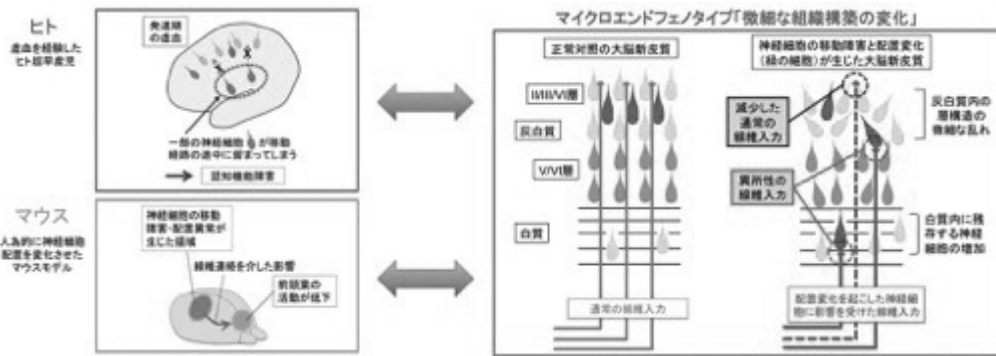 ヒト
虚血を経験した
ヒト超早産児
発達期
の虚血
一部の神経細胞 が移動
経路の途中に留まってしまう
認知機能障害
マウス
人為的に神経細胞
配置を変化させた
マウスモデル
神経細胞の移動
障害・配置異常が
生じた領域
線維連絡を介した影響
前頭葉の
活動が低下
マイクロエンドフェノタイプ「微細な組織構築の変化」
正常対照の大脳新皮質
II/III/VI層
灰白質
V/VI層
白質
通常の線維入力
神経細胞の移動障害と配置変化
(緑の細胞)が生じた大脳新皮質
減少した
通常の
線維入力
異所性の
線維入力
灰白質内の
層構造の
微細な乱れ
白質内に残
存する神経
細胞の増加
配置変化を起こした神経細
胞に影響を受けた線維入力